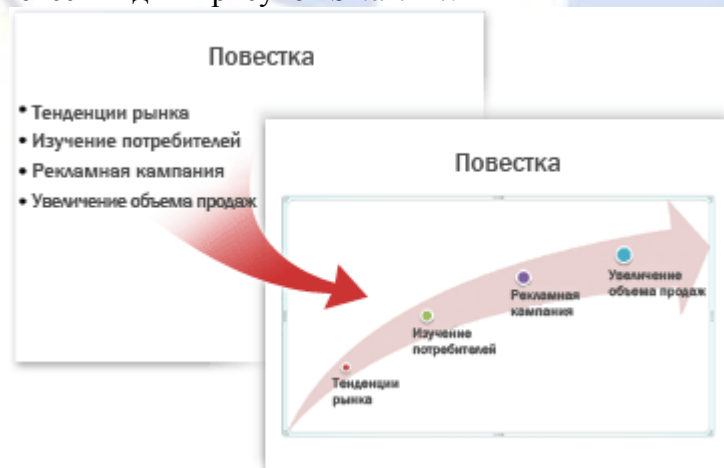 Повестка
• Тенденции рынка
• Изучение потребителей
• Рекламная кампания
• Увеличение объема продаж
Повестка
Увеличение
объема продаж
Рекламная
кампания
Изучение
потребителей
Тенденции
рынка